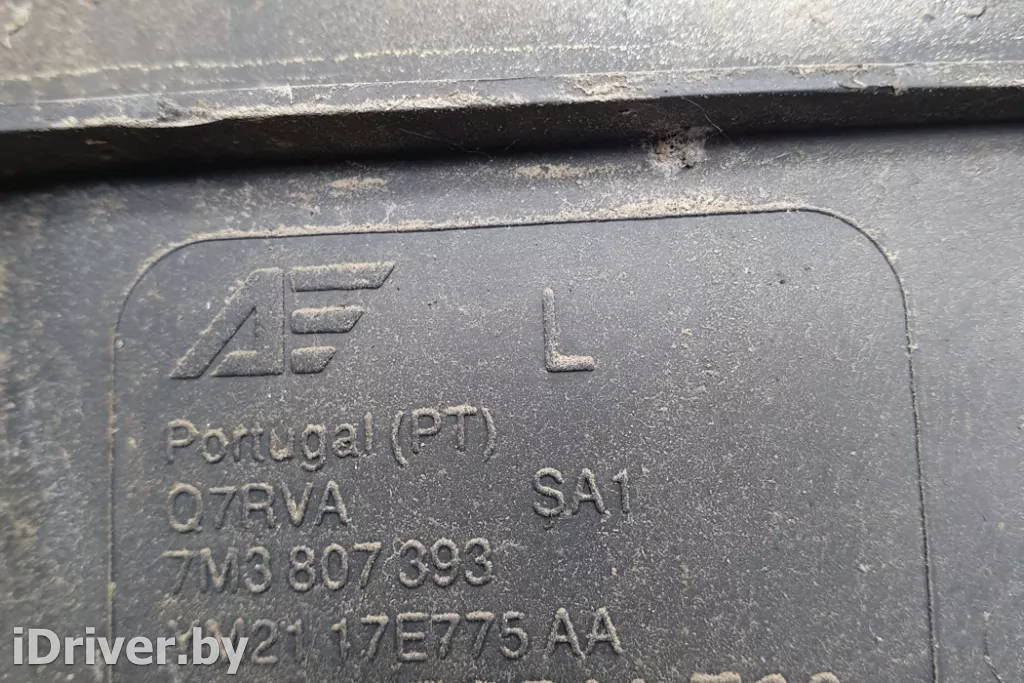 AE L
Portugal (PT)
Q7RVA SA1
7M3 807 393
17E775 AA
iDriver.by